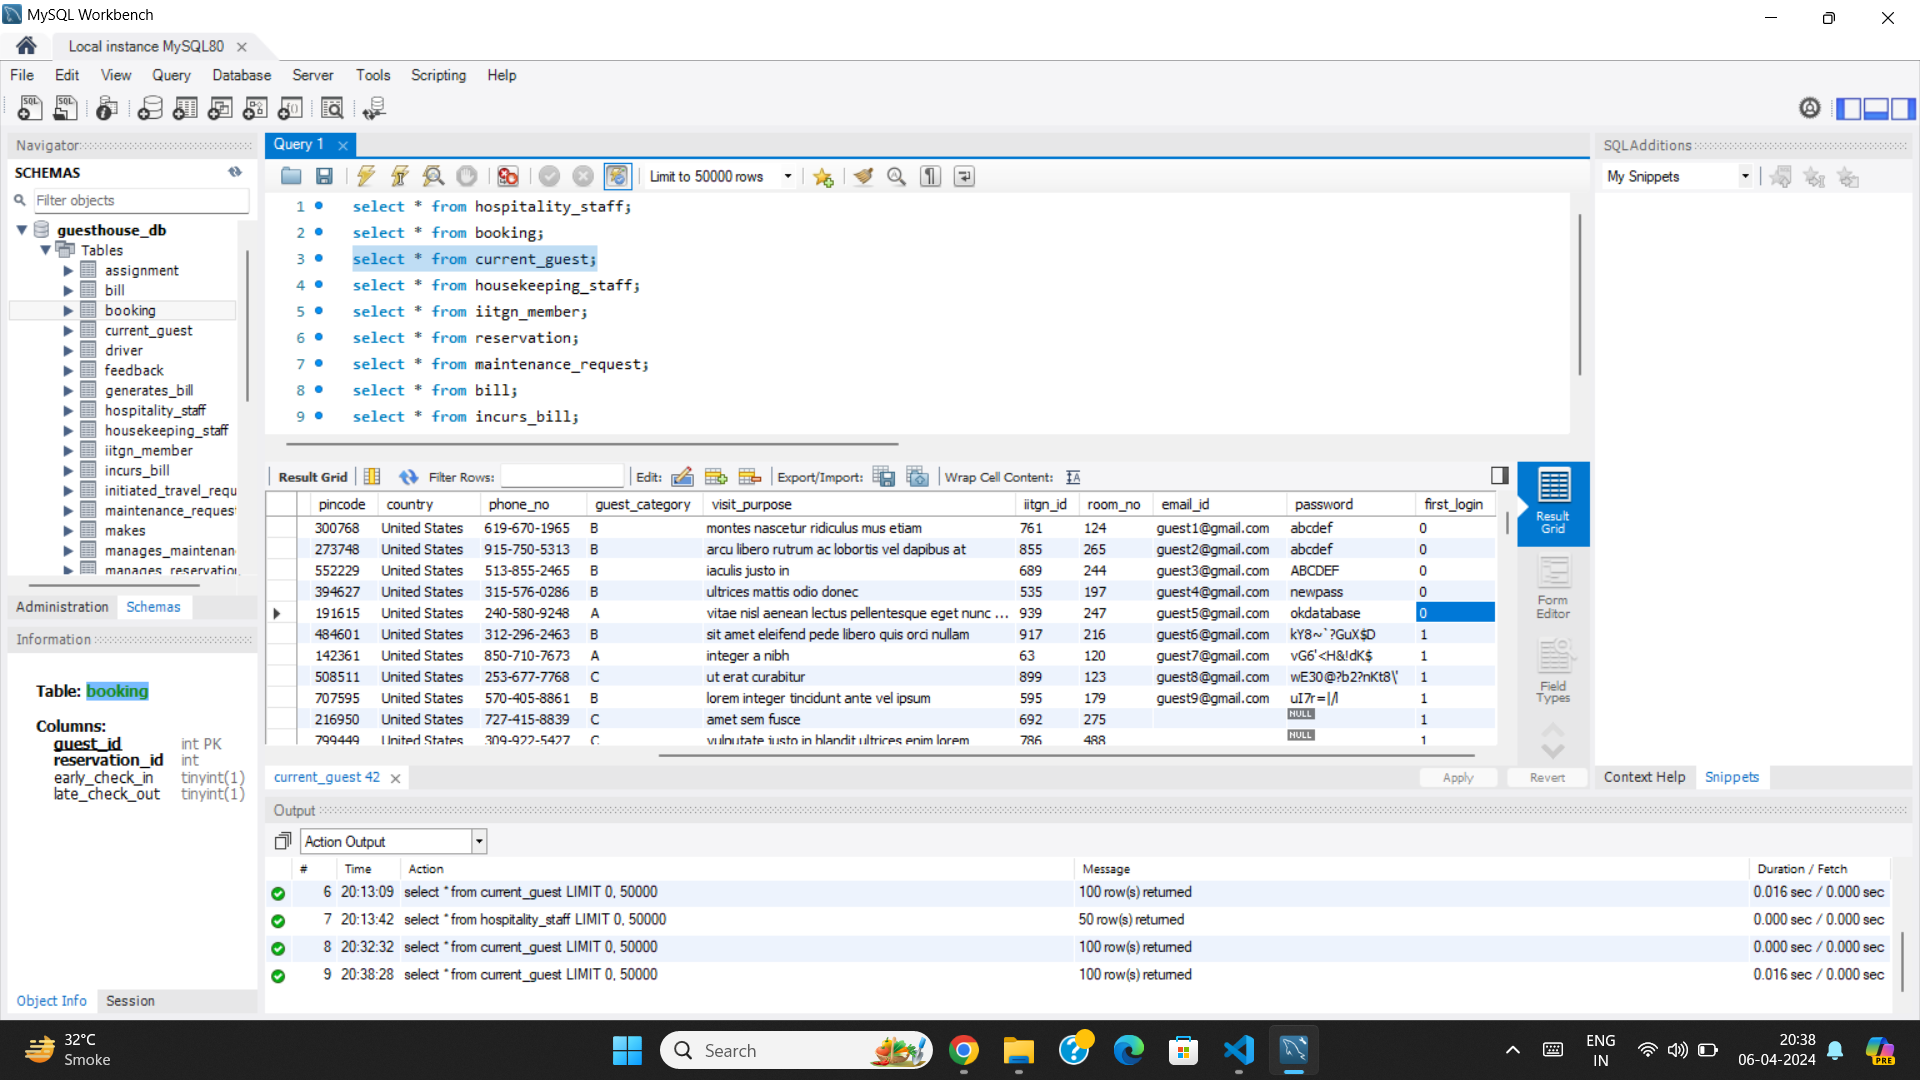 MySQL Workbench
Local instance MySQL80
File Edit View Query Database Server Tools Scripting Help
Navigator
SCHEMAS
Filter objects
guesthouse_db
Tables
assignment
bill
booking
current_guest
driver
feedback
generates_bill
hospitality_staff
housekeeping_staff
iitgn_member
incurs_bill
initiated_travel_requ
maintenance_request
makes
manages_maintenan
manages_reservation
Administration Schemas
Information
Table: booking
Columns:
guest_id int PK
reservation_id int
early_check_in tinyint(1)
late_check_out tinyint(1)
Object Info Session
Query 1
Limit to 50000 rows
1 select * from hospitality_staff;
2 select * from booking;
3 select * from current_guest;
4 select * from housekeeping_staff;
5 select * from iitgn_member;
6 select * from reservation;
7 select * from maintenance_request;
8 select * from bill;
9 select * from incurs_bill;
Result Grid Filter Rows: Edit: Export/Import: Wrap Cell Content:
pincode country phone_no guest_category visit_purpose iitgn_id room_no email_id password first_login
300768 United States 619-670-1965 B montes nascetur ridiculus mus etiam 761 124 guest1@gmail.com abcdef 0
273748 United States 915-750-5313 B arcu libero rutrum ac lobortis vel dapibus at 855 265 guest2@gmail.com abcdef 0
552229 United States 513-855-2465 B iaculis justo in 689 244 guest3@gmail.com ABCDEF 0
394627 United States 315-576-0286 B ultrices mattis odio donec 535 197 guest4@gmail.com newpass 0
191615 United States 240-580-9248 A vitae nisl aenean lectus pellentesque eget nunc ... 939 247 guest5@gmail.com okdatabase 0
484601 United States 312-296-2463 B sit amet eleifend pede libero quis orci nullam 917 216 guest6@gmail.com kY8~`?GuX$D 1
142361 United States 850-710-7673 A integer a nibh 63 120 guest7@gmail.com vG6'<H&!dK$ 1
508511 United States 253-677-7768 C ut erat curabitur 899 123 guest8@gmail.com wE30@?b2?nKt8\' 1
707595 United States 570-405-8861 B lorem integer tincidunt ante vel ipsum 595 179 guest9@gmail.com 1
216950 United States 727-415-8839 C amet sem fusce 692 275 NULL 1
799449 United States 309-922-5427 C vulputate justo in blandit ultrices enim lorem 786 488 NULL 1
Result Grid
Form Editor
Field Types
current_guest 42 Apply Revert
Output
Action Output
# Time Action Message Duration / Fetch
6 20:13:09 select * from current_guest LIMIT 0, 50000 100 row(s) returned 0.016 sec / 0.000 sec
7 20:13:42 select * from hospitality_staff LIMIT 0, 50000 50 row(s) returned 0.000 sec / 0.000 sec
8 20:32:32 select * from current_guest LIMIT 0, 50000 100 row(s) returned 0.000 sec / 0.000 sec
9 20:38:28 select * from current_guest LIMIT 0, 50000 100 row(s) returned 0.016 sec / 0.000 sec
SQLAdditions
My Snippets
Context Help Snippets
32°C
Smoke
Search
ENG
IN
20:38
06-04-2024
PRE